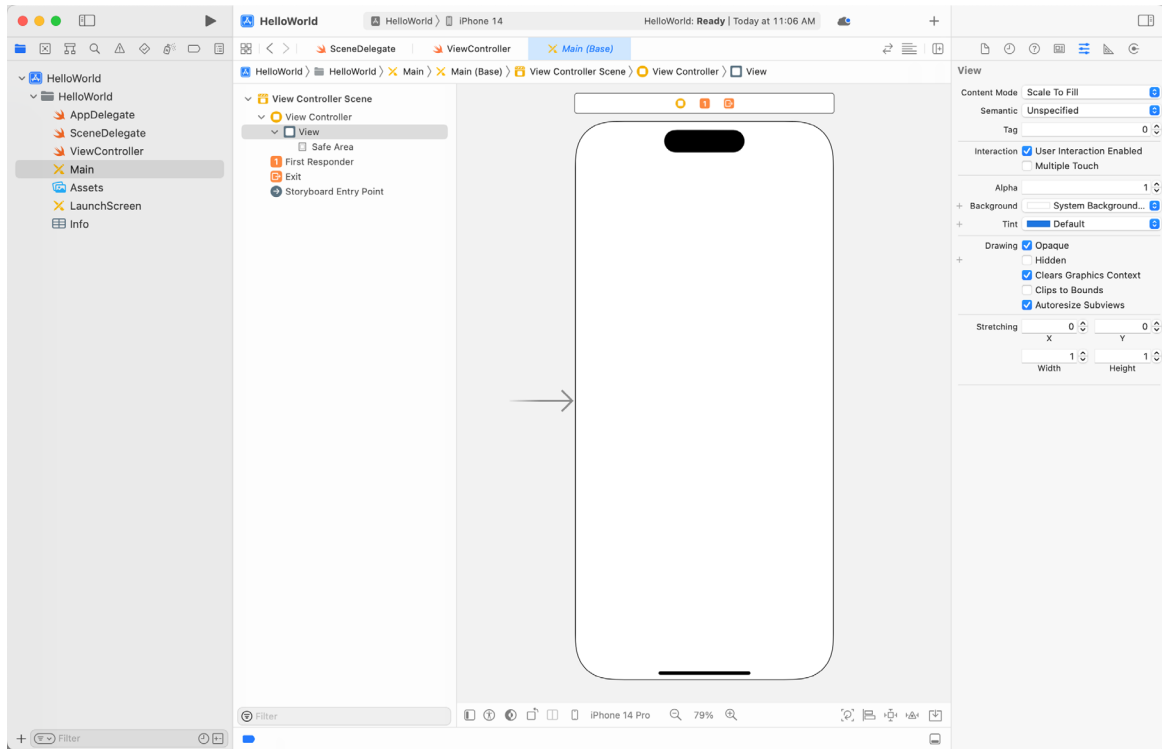 HelloWorld
HelloWorld 〉 iPhone 14
HelloWorld: Ready | Today at 11:06 AM
SceneDelegate
ViewController
Main (Base)
HelloWorld 〉 HelloWorld 〉 Main 〉 Main (Base) 〉 View Controller Scene 〉 View Controller 〉 View
HelloWorld
HelloWorld
AppDelegate
SceneDelegate
ViewController
Main
Assets
LaunchScreen
Info
Filter
View Controller Scene
View Controller
View
Safe Area
1 First Responder
Exit
Storyboard Entry Point
Filter
1
iPhone 14 Pro
79%
View
Content Mode Scale To Fill
Semantic Unspecified
Tag 0
Interaction User Interaction Enabled
Multiple Touch
Alpha 1
+ Background System Background...
+ Tint Default
Drawing Opaque
+ Hidden
Clears Graphics Context
Clips to Bounds
Autoresize Subviews
Stretching 0 0
X Y
1 1
Width Height